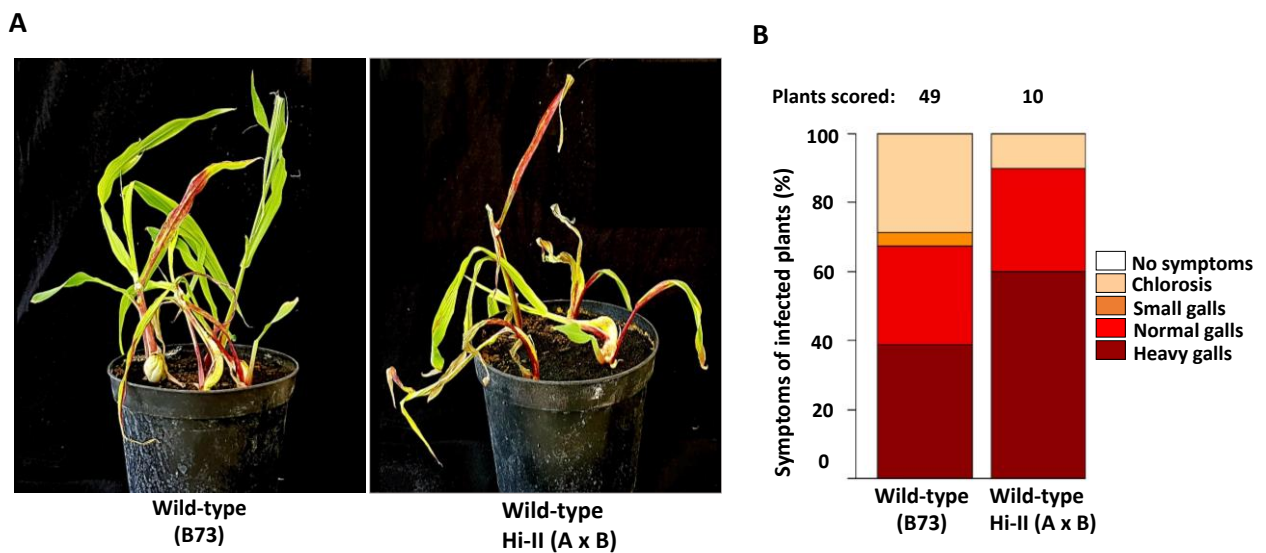 A
Wild-type
(B73)
Wild-type
Hi-II (A x B)
B
Plants scored: 49 10
Symptoms of infected plants (%)
100
80
60
40
20
0
Wild-type
(B73)
Wild-type
Hi-II (A x B)
No symptoms
Chlorosis
Small galls
Normal galls
Heavy galls